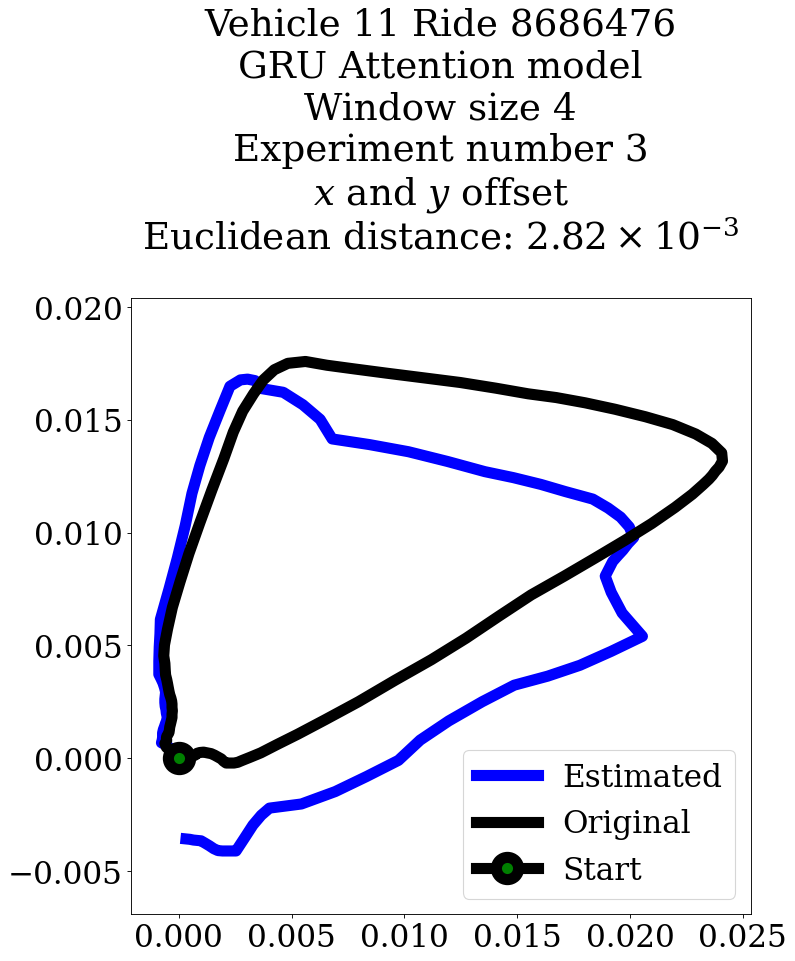 Vehicle 11 Ride 8686476
GRU Attention model
Window size 4
Experiment number 3
x and y offset
Euclidean distance: 2.82 × 10⁻³
0.020
0.015
0.010
0.005
0.000
−0.005
Estimated
Original
Start
0.000 0.005 0.010 0.015 0.020 0.025